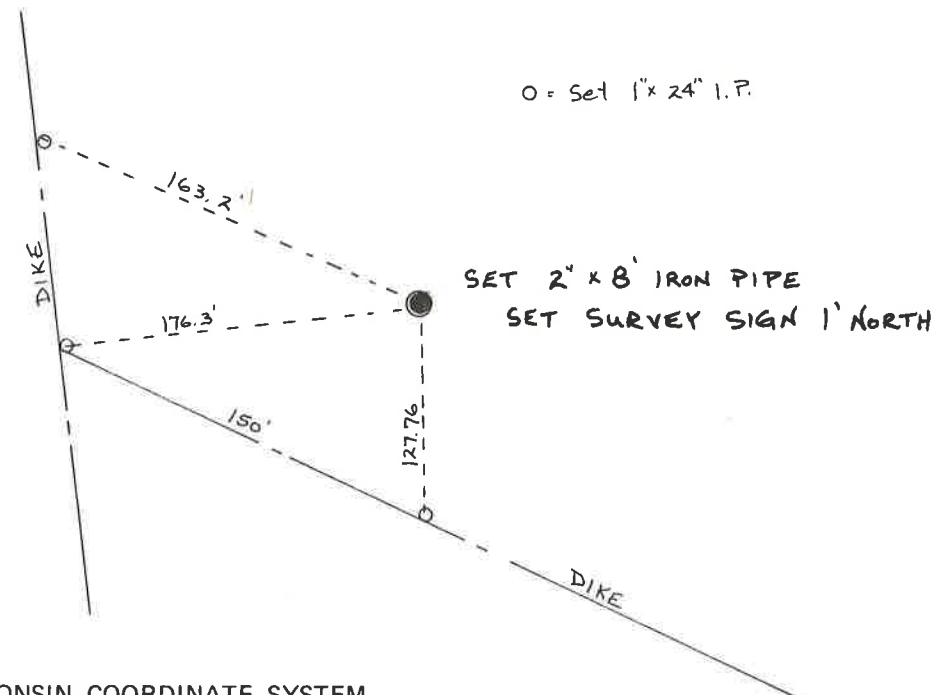 O = Set 1" x 24" I.P.
163.2'
DIKE
SET 2" x 8' IRON PIPE
SET SURVEY SIGN 1' NORTH
176.3'
127.76
150'
DIKE
ONSIN COORDINATE SYSTEM